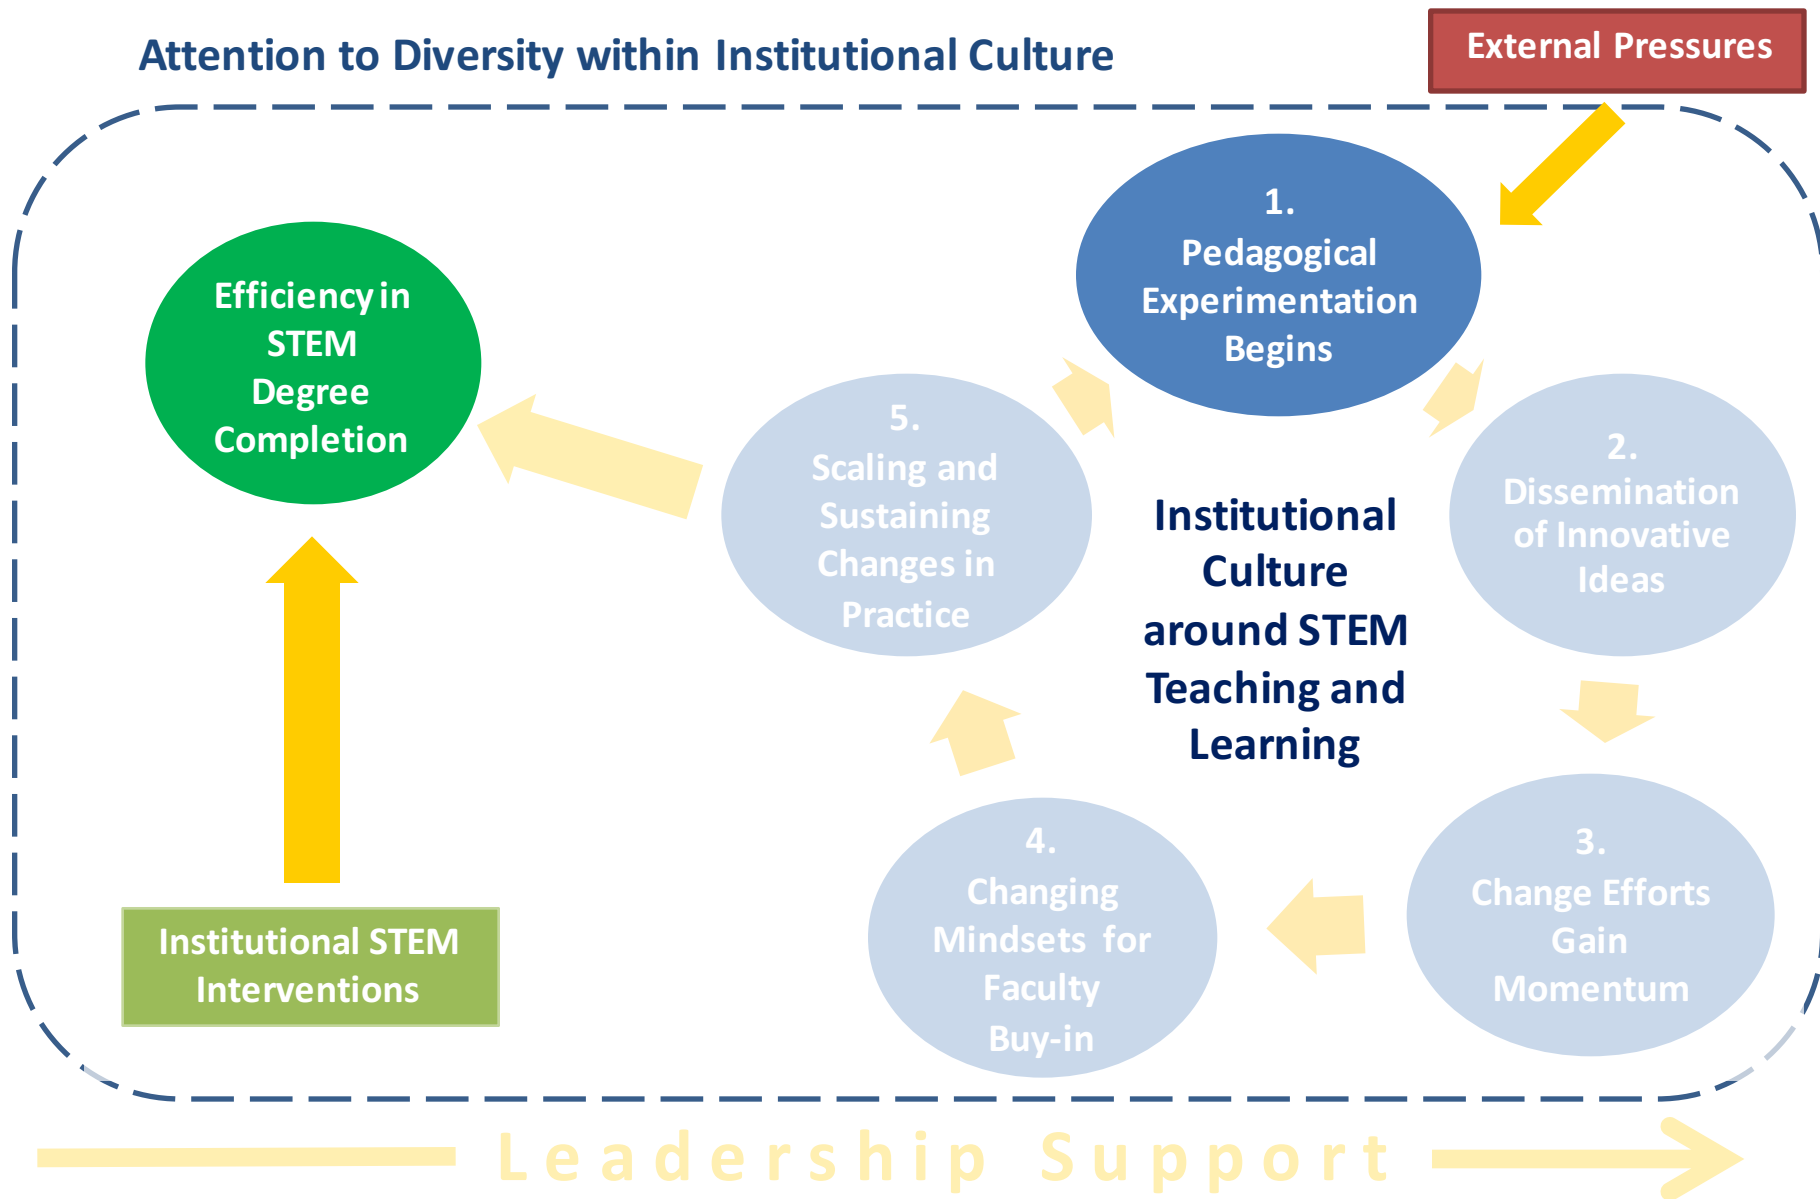 Attention to Diversity within Institutional Culture
External Pressures
1.
Pedagogical
Experimentation
Begins
Efficiency in
STEM
Degree
Completion
5.
Scaling and
Sustaining
Changes in
Practice
2.
Dissemination
of Innovative
Ideas
Institutional
Culture
around STEM
Teaching and
Learning
4.
Changing
Mindsets for
Faculty
Buy-in
3.
Change Efforts
Gain
Momentum
Institutional STEM
Interventions
Leadership Support